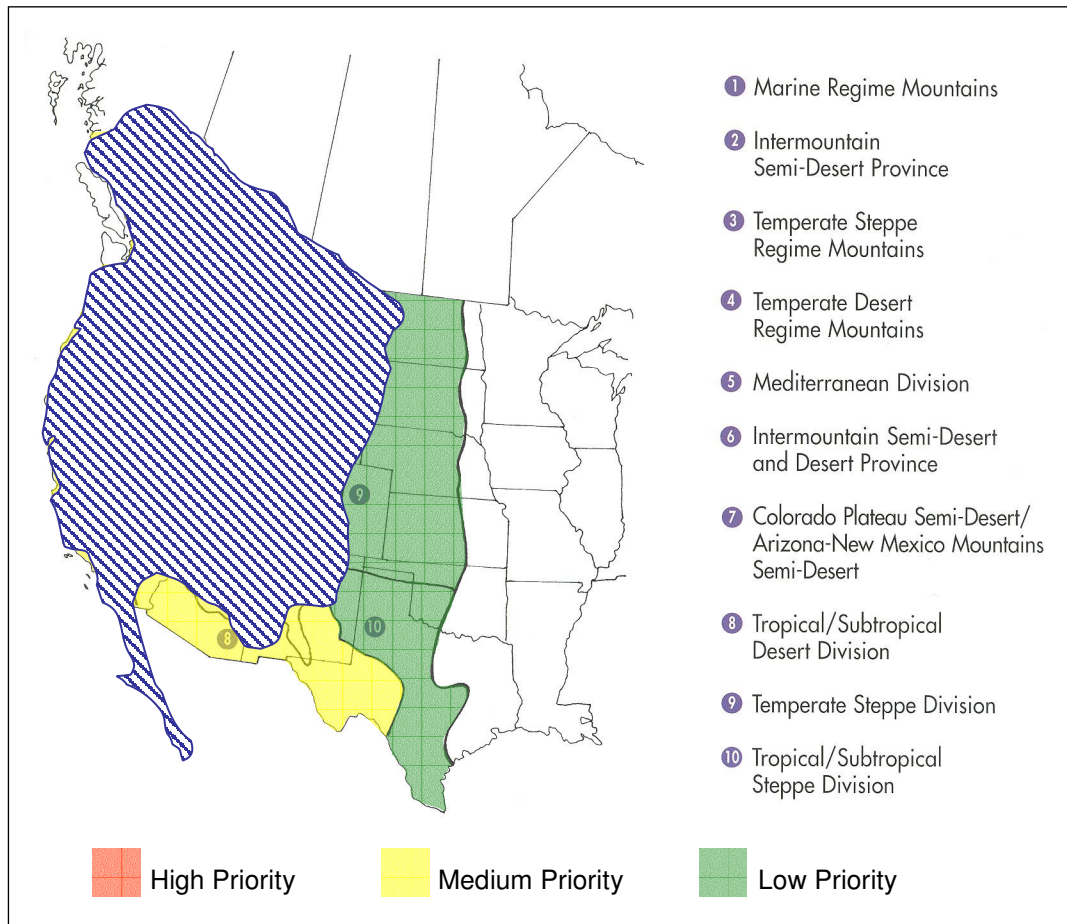 1 Marine Regime Mountains
2 Intermountain
Semi-Desert Province
3 Temperate Steppe
Regime Mountains
4 Temperate Desert
Regime Mountains
5 Mediterranean Division
6 Intermountain Semi-Desert
and Desert Province
7 Colorado Plateau Semi-Desert/
Arizona-New Mexico Mountains
Semi-Desert
8 Tropical/Subtropical
Desert Division
9 Temperate Steppe Division
10 Tropical/Subtropical
Steppe Division
9
10
8
High Priority
Medium Priority
Low Priority